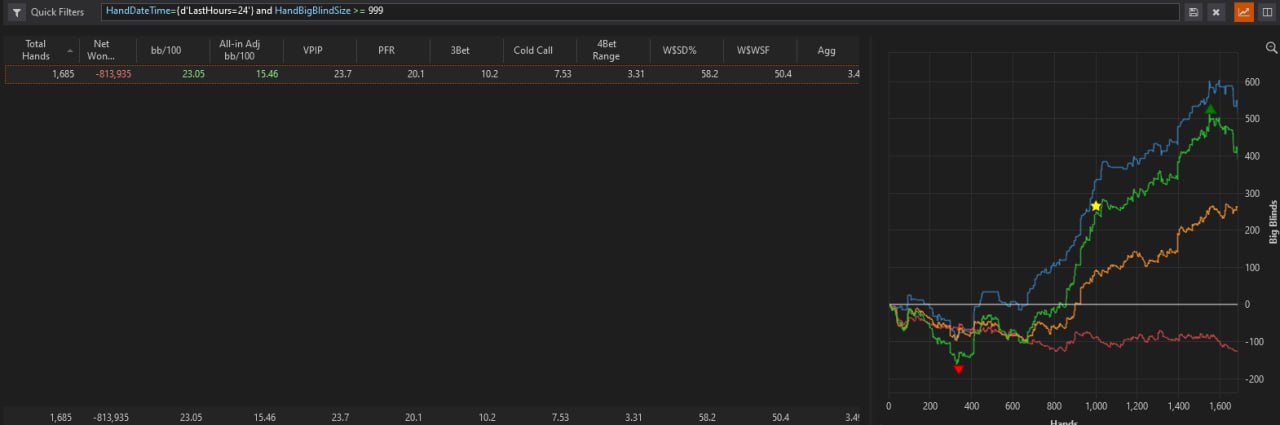 Quick Filters HandDateTime={d'LastHours=24'} and HandBigBlindSize >= 999
Total Hands Net Won... bb/100 All-in Adj bb/100 VPIP PFR 3Bet Cold Call 4Bet Range W$SD% W$WSF Agg
1,685 -813,935 23.05 15.46 23.7 20.1 10.2 7.53 3.31 58.2 50.4 3.4
1,685 -813,935 23.05 15.46 23.7 20.1 10.2 7.53 3.31 58.2 50.4
600
500
400
300
200
100
0
-100
-200
Big Blinds
0 200 400 600 800 1,000 1,200 1,400 1,600
Hands